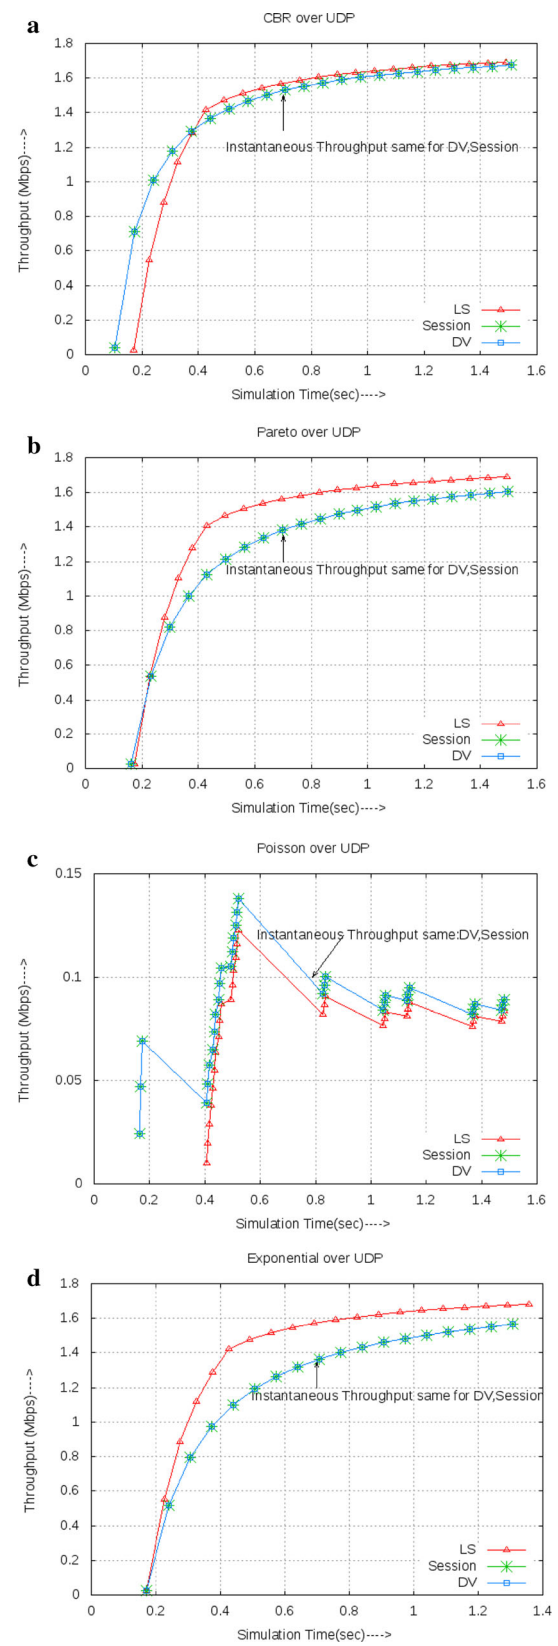 a
CBR over UDP
1.8
1.6
1.4
1.2
1
0.8
0.6
0.4
0.2
0
Throughput (Mbps)---->
Instantaneous Throughput same for DV,Session
LS
Session
DV
0 0.2 0.4 0.6 0.8 1 1.2 1.4 1.6
Simulation Time(sec)---->
b
Pareto over UDP
1.8
1.6
1.4
1.2
1
0.8
0.6
0.4
0.2
0
Throughput (Mbps)---->
Instantaneous Throughput same for DV,Session
LS
Session
DV
0 0.2 0.4 0.6 0.8 1 1.2 1.4 1.6
Simulation Time(sec)---->
c
Poisson over UDP
0.15
0.1
0.05
0
Throughput (Mbps)---->
Instantaneous Throughput same:DV,Session
LS
Session
DV
0 0.2 0.4 0.6 0.8 1 1.2 1.4 1.6
Simulation Time(sec)---->
d
Exponential over UDP
1.8
1.6
1.4
1.2
1
0.8
0.6
0.4
0.2
0
Throughput (Mbps)---->
Instantaneous Throughput same for DV,Session
LS
Session
DV
0 0.2 0.4 0.6 0.8 1 1.2 1.4
Simulation Time(sec)---->